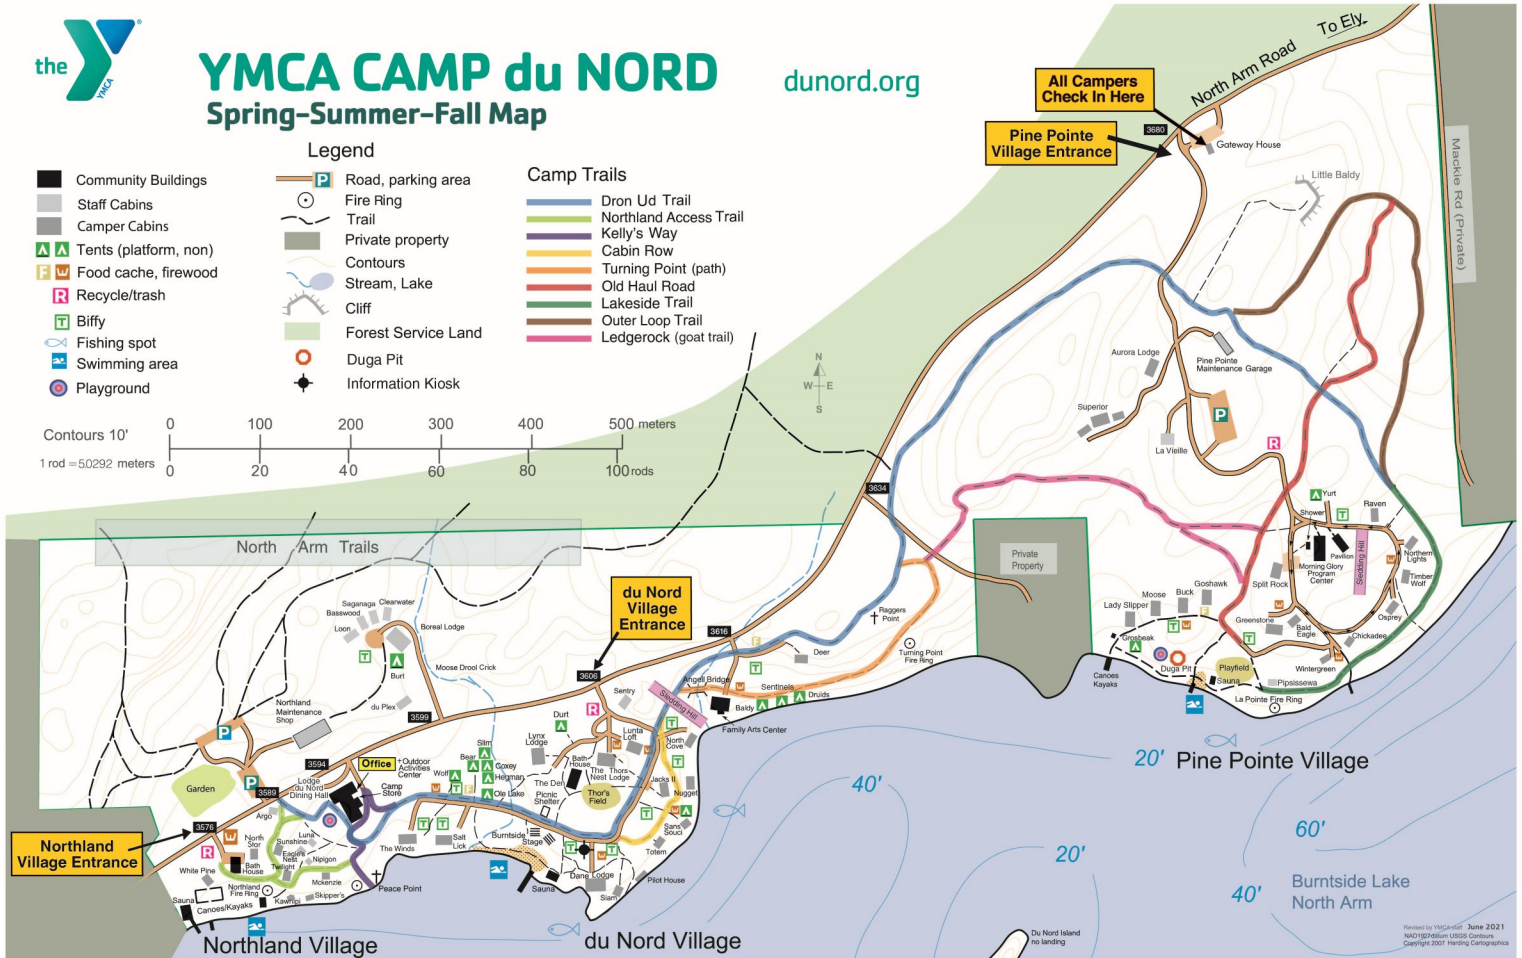 the
YMCA
YMCA CAMP du NORD
Spring–Summer–Fall Map
dunord.org
Legend
Community Buildings
Staff Cabins
Camper Cabins
Tents (platform, non)
F
Food cache, firewood
R
Recycle/trash
T
Biffy
Fishing spot
Swimming area
Playground
P
Road, parking area
Fire Ring
Trail
Private property
Contours
Stream, Lake
Cliff
Forest Service Land
Duga Pit
Information Kiosk
Camp Trails
Dron Ud Trail
Northland Access Trail
Kelly's Way
Cabin Row
Turning Point (path)
Old Haul Road
Lakeside Trail
Outer Loop Trail
Ledgerock (goat trail)
Contours 10'
0 100 200 300 400 500 meters
1 rod = 5.0292 meters
0 20 40 60 80 100 rods
N
W E
S
To Ely
North Arm Road
All Campers
Check In Here
3680
Pine Pointe
Village Entrance
Gateway House
Mackie Rd (Private)
Little Baldy
Aurora Lodge
Pine Pointe
Maintenance Garage
Superior
P
La Vieille
R
3634
Yurt
Shower
T
Raven
Morning Glory
Program
Center
Pavilion
Sledding Hill
Northern
Lights
Timber
Wolf
Split Rock
Goshawk
Buck
Moose
Lady Slipper
F
Osprey
Greenstone
Bald
Eagle
Chickadee
Grosbeak
T
T
Duga Pit
Playfield
Wintergreen
Canoes
Kayaks
Sauna
Pipsissewa
La Pointe Fire Ring
Pine Pointe Village
Private
Property
North Arm Trails
du Nord
Village
Entrance
3616
3606
Raggers
Point
Turning Point
Fire Ring
F
T
Deer
Angell Bridge
Sentinels
Druids
Baldy
Family Arts Center
Sledding Hill
Saganaga
Clearwater
Basswood
Loon
Boreal Lodge
T
Burt
Moose Drool Crick
du Plex
3599
Northland
Maintenance
Shop
P
P
Garden
3594
Office
+Outdoor
Activities
Center
Lodge
du Nord
Dining Hall
Camp
Store
3589
Argo
3576
Northland
Village Entrance
R
North
Star
Luna
Sunshine
Eagle's
Nest
Twilight
Nipigon
Bath
House
White Pine
Mckenzie
Northland
Fire Ring
Skipper's
Kawnipi
Sauna
Canoes/Kayaks
Peace Point
Northland Village
Sentry
R
Durt
Lynx
Lodge
Lunta
Loft
T
North
Cove
T
Slim
Bear
Coxey
Wolf
Hegman
T
F
Ole Lake
Bath
House
The Den
The
Nest
Thors
Lodge
Jacks II
Nugget
Picnic
Shelter
Thor's
Field
T
Sans
Souci
T T
The Winds
Salt
Lick
Burntside
Stage
T
T
Totem
Dane Lodge
Pilot House
Sauna
Siam
du Nord Village
40'
20'
20'
60'
40'
Burntside Lake
North Arm
Du Nord Island
no landing
Revised by YMCA staff June 2021
NAD1927 datum USGS Contours
Copyright 2007 Harding Cartographics